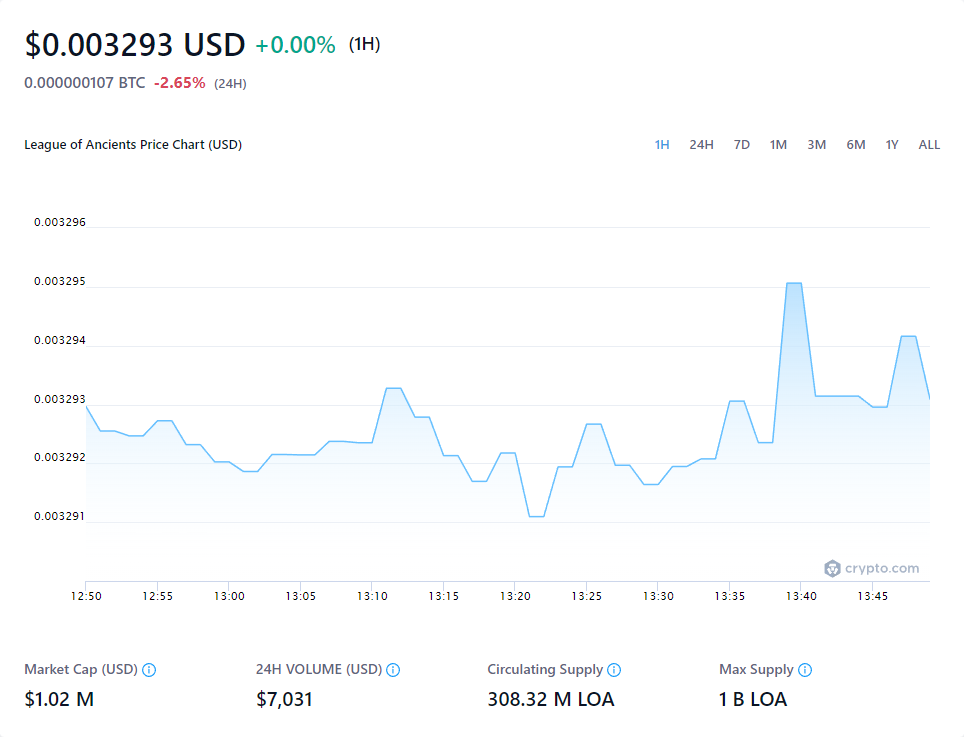 $0.003293 USD +0.00% (1H)
0.000000107 BTC -2.65% (24H)
League of Ancients Price Chart (USD) 1H 24H 7D 1M 3M 6M 1Y ALL
0.003296
0.003295
0.003294
0.003293
0.003292
0.003291
crypto.com
12:50 12:55 13:00 13:05 13:10 13:15 13:20 13:25 13:30 13:35 13:40 13:45
Market Cap (USD) 24H VOLUME (USD) Circulating Supply Max Supply
$1.02 M $7,031 308.32 M LOA 1 B LOA